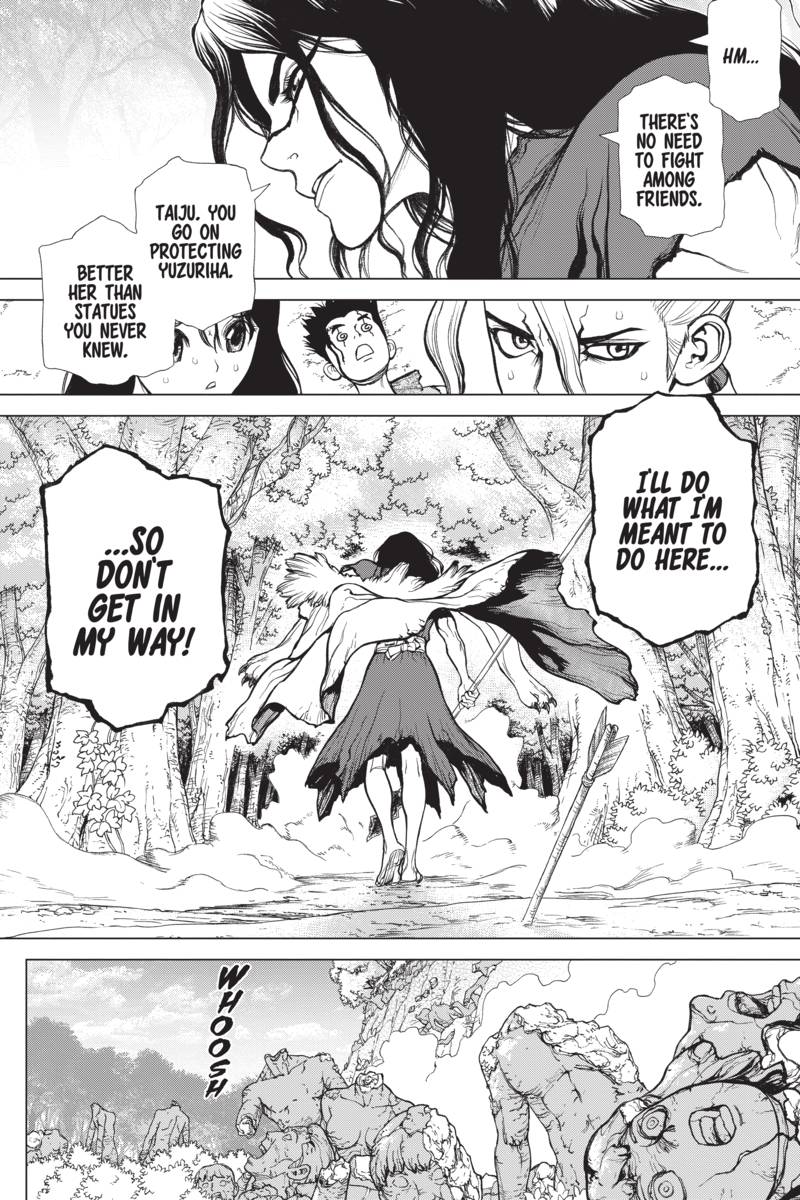 HM...
THERE'S
NO NEED
TO FIGHT
AMONG
FRIENDS.
TAIJU. YOU
GO ON
PROTECTING
YUZURIHA.
BETTER
HER THAN
STATUES
YOU NEVER
KNEW.
I'LL DO
WHAT I'M
MEANT TO
DO HERE...
...SO
DON'T
GET IN
MY WAY!
WHOOSH